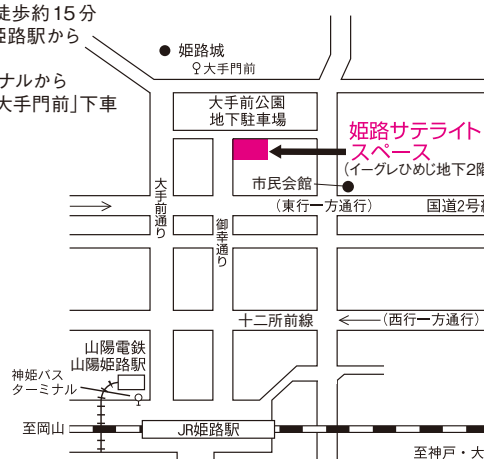 徒歩約15分
姫路駅から
ナルから
大手門前」下車
姫路城
大手門前
大手前公園
地下駐車場
姫路サテライト
スペース
(イーグレひめじ地下2階
市民会館
(東行一方通行)
国道2号
大手前通り
御幸通り
十二所前線
(西行一方通行)
山陽電鉄
山陽姫路駅
神姫バス
ターミナル
至岡山
JR姫路駅
至神戸・大